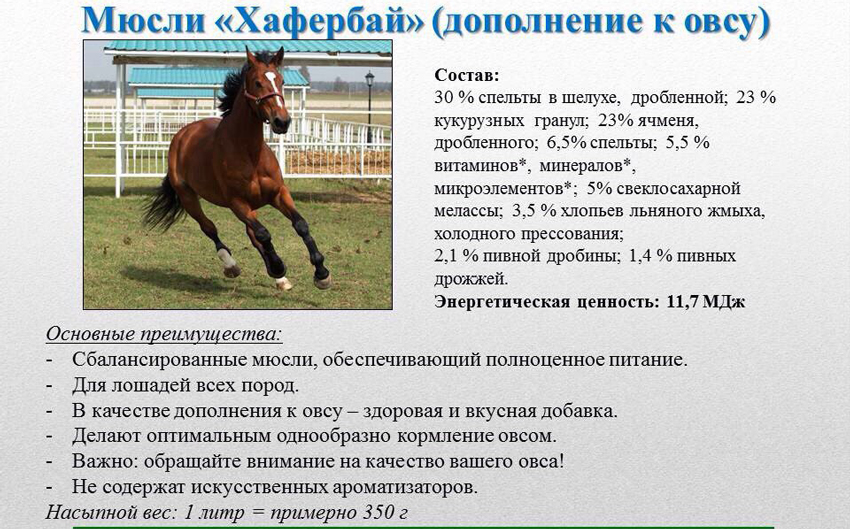 Мюсли «Хафербай» (дополнение к овсу)
Состав:
30 % спельты в шелухе, дробленной; 23 %
кукурузных гранул; 23% ячменя,
дробленного; 6,5% спельты; 5,5 %
витаминов*, минералов*,
микроэлементов*; 5% свеклосахарной
мелассы; 3,5 % хлопьев льняного жмыха,
холодного прессования;
2,1 % пивной дробины; 1,4 % пивных
дрожжей.
Энергетическая ценность: 11,7 МДж
Основные преимущества:
- Сбалансированные мюсли, обеспечивающий полноценное питание.
- Для лошадей всех пород.
- В качестве дополнения к овсу – здоровая и вкусная добавка.
- Делают оптимальным однообразно кормление овсом.
- Важно: обращайте внимание на качество вашего овса!
- Не содержат искусственных ароматизаторов.
Насыпной вес: 1 литр = примерно 350 г